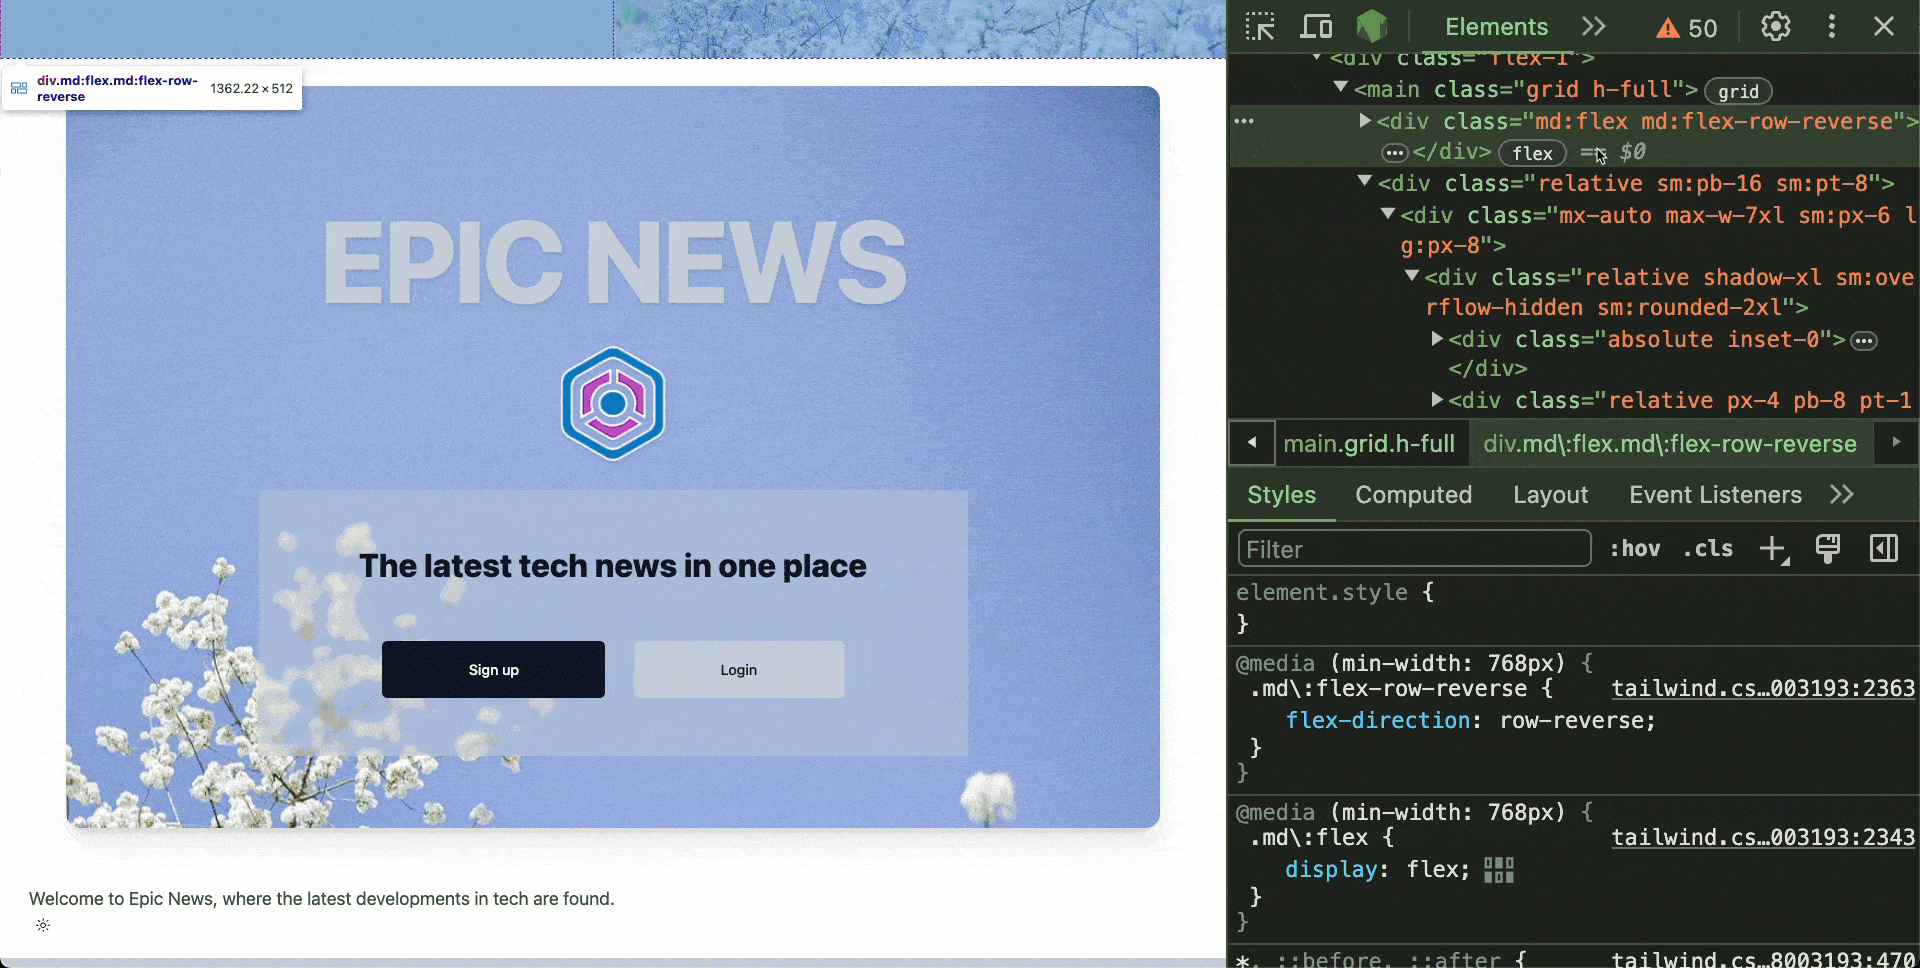 div.md:flex.md:flex-row-
reverse
1362.22×512
EPIC NEWS
The latest tech news in one place
Sign up
Login
Welcome to Epic News, where the latest developments in tech are found.
Elements
50
<div class="flex-1">
<main class="grid h-full"> grid
<div class="md:flex md:flex-row-reverse">
</div> flex == $0
<div class="relative sm:pb-16 sm:pt-8">
<div class="mx-auto max-w-7xl sm:px-6 l
g:px-8">
<div class="relative shadow-xl sm:ove
rflow-hidden sm:rounded-2xl">
<div class="absolute inset-0">
</div>
<div class="relative px-4 pb-8 pt-1
main.grid.h-full
div.md\:flex.md\:flex-row-reverse
Styles
Computed
Layout
Event Listeners
Filter
:hov
.cls
element.style {
}
@media (min-width: 768px) {
.md\:flex-row-reverse { tailwind.cs…003193:2363
flex-direction: row-reverse;
}
}
@media (min-width: 768px) {
.md\:flex { tailwind.cs…003193:2343
display: flex;
}
}
*, ::before, ::after { tailwind.cs…8003193:470